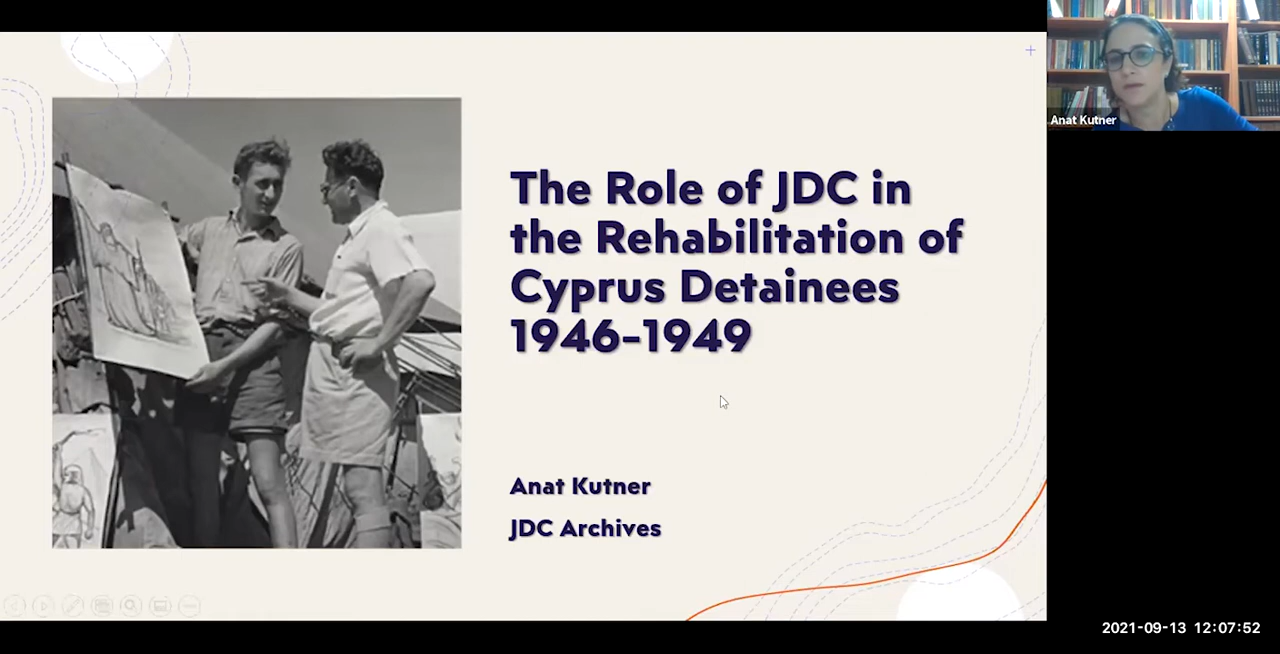 The Role of JDC in
the Rehabilitation of
Cyprus Detainees
1946-1949
Anat Kutner
JDC Archives
Anat Kutner
2021-09-13 12:07:52